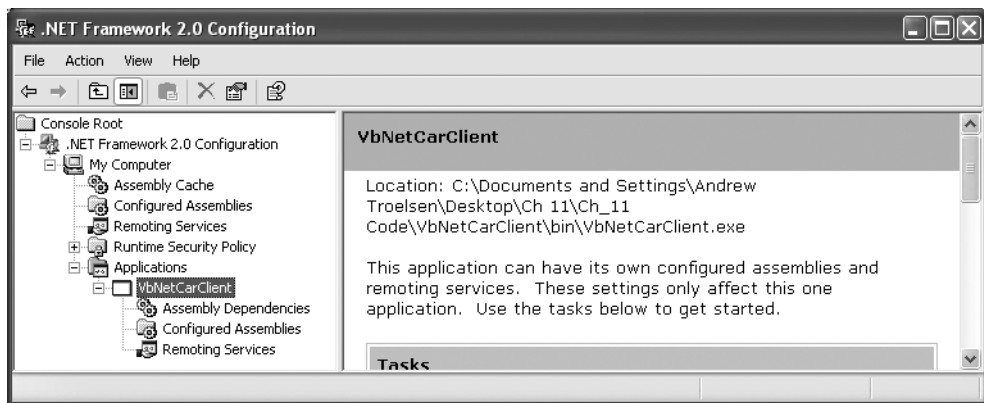 .NET Framework 2.0 Configuration
File Action View Help
Console Root
.NET Framework 2.0 Configuration
My Computer
Assembly Cache
Configured Assemblies
Remoting Services
Runtime Security Policy
Applications
VbNetCarClient
Assembly Dependencies
Configured Assemblies
Remoting Services
VbNetCarClient
Location: C:\Documents and Settings\Andrew
Troelsen\Desktop\Ch 11\Ch_11
Code\VbNetCarClient\bin\VbNetCarClient.exe
This application can have its own configured assemblies and
remoting services. These settings only affect this one
application. Use the tasks below to get started.
Tasks